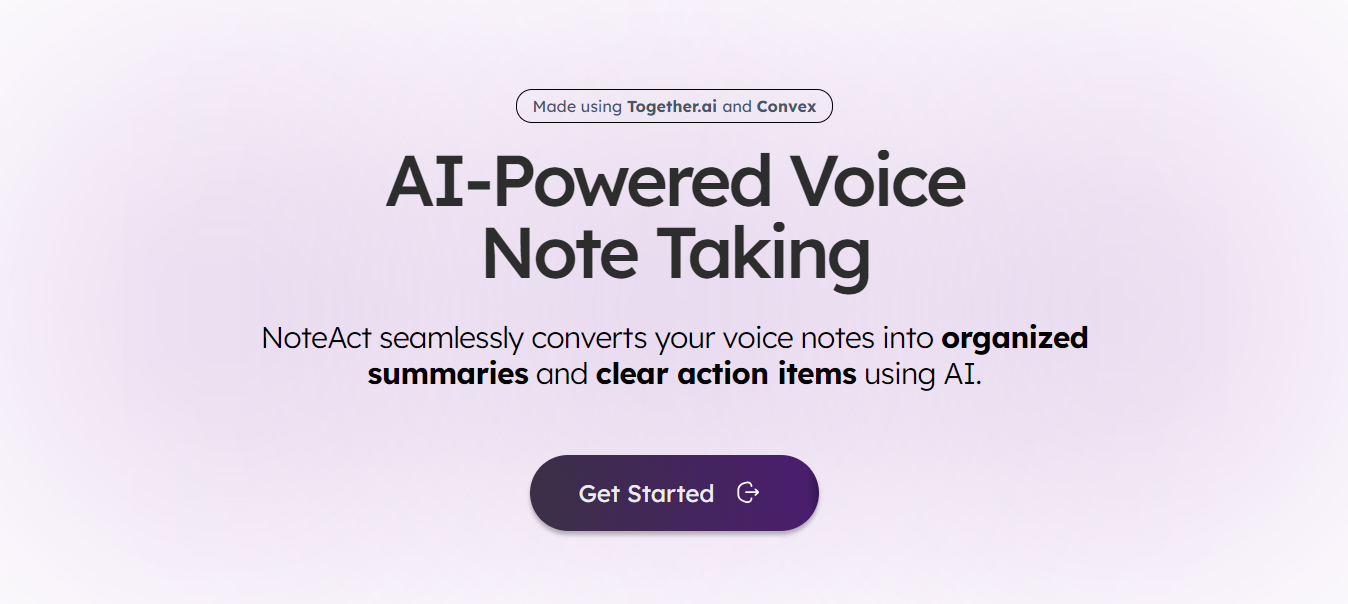 Made using Together.ai and Convex
AI-Powered Voice
Note Taking
NoteAct seamlessly converts your voice notes into organized
summaries and clear action items using AI.
Get Started